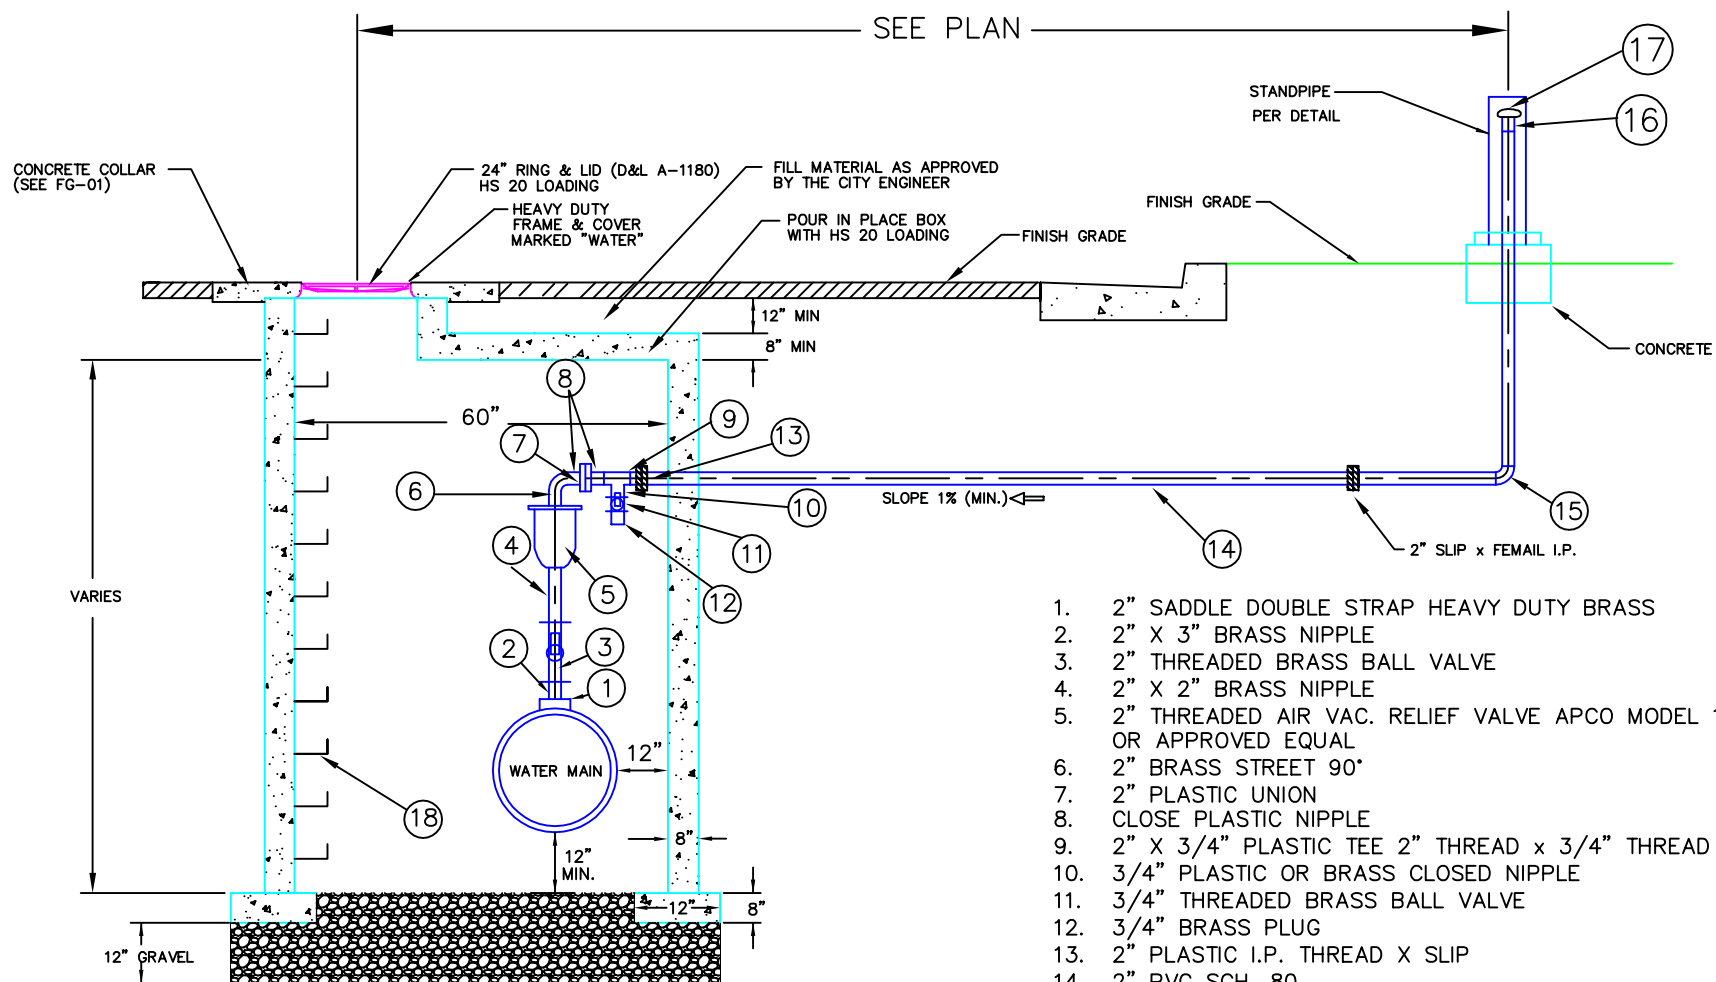 SEE PLAN
17
STANDPIPE
PER DETAIL
16
CONCRETE COLLAR
(SEE FG-01)
24" RING & LID (D&L A-1180)
HS 20 LOADING
HEAVY DUTY
FRAME & COVER
MARKED "WATER"
FILL MATERIAL AS APPROVED
BY THE CITY ENGINEER
POUR IN PLACE BOX
WITH HS 20 LOADING
FINISH GRADE
FINISH GRADE
12" MIN
8" MIN
CONCRETE
8
60"
9
13
7
6
10
SLOPE 1% (MIN.)
15
4
11
14
2" SLIP x FEMAIL I.P.
5
12
VARIES
2
3
1
WATER MAIN
12"
18
8"
12"
MIN.
12"
8"
12" GRAVEL
1. 2" SADDLE DOUBLE STRAP HEAVY DUTY BRASS
2. 2" X 3" BRASS NIPPLE
3. 2" THREADED BRASS BALL VALVE
4. 2" X 2" BRASS NIPPLE
5. 2" THREADED AIR VAC. RELIEF VALVE APCO MODEL
OR APPROVED EQUAL
6. 2" BRASS STREET 90°
7. 2" PLASTIC UNION
8. CLOSE PLASTIC NIPPLE
9. 2" X 3/4" PLASTIC TEE 2" THREAD x 3/4" THREAD
10. 3/4" PLASTIC OR BRASS CLOSED NIPPLE
11. 3/4" THREADED BRASS BALL VALVE
12. 3/4" BRASS PLUG
13. 2" PLASTIC I.P. THREAD X SLIP
14. 2" PVC SCH. 80